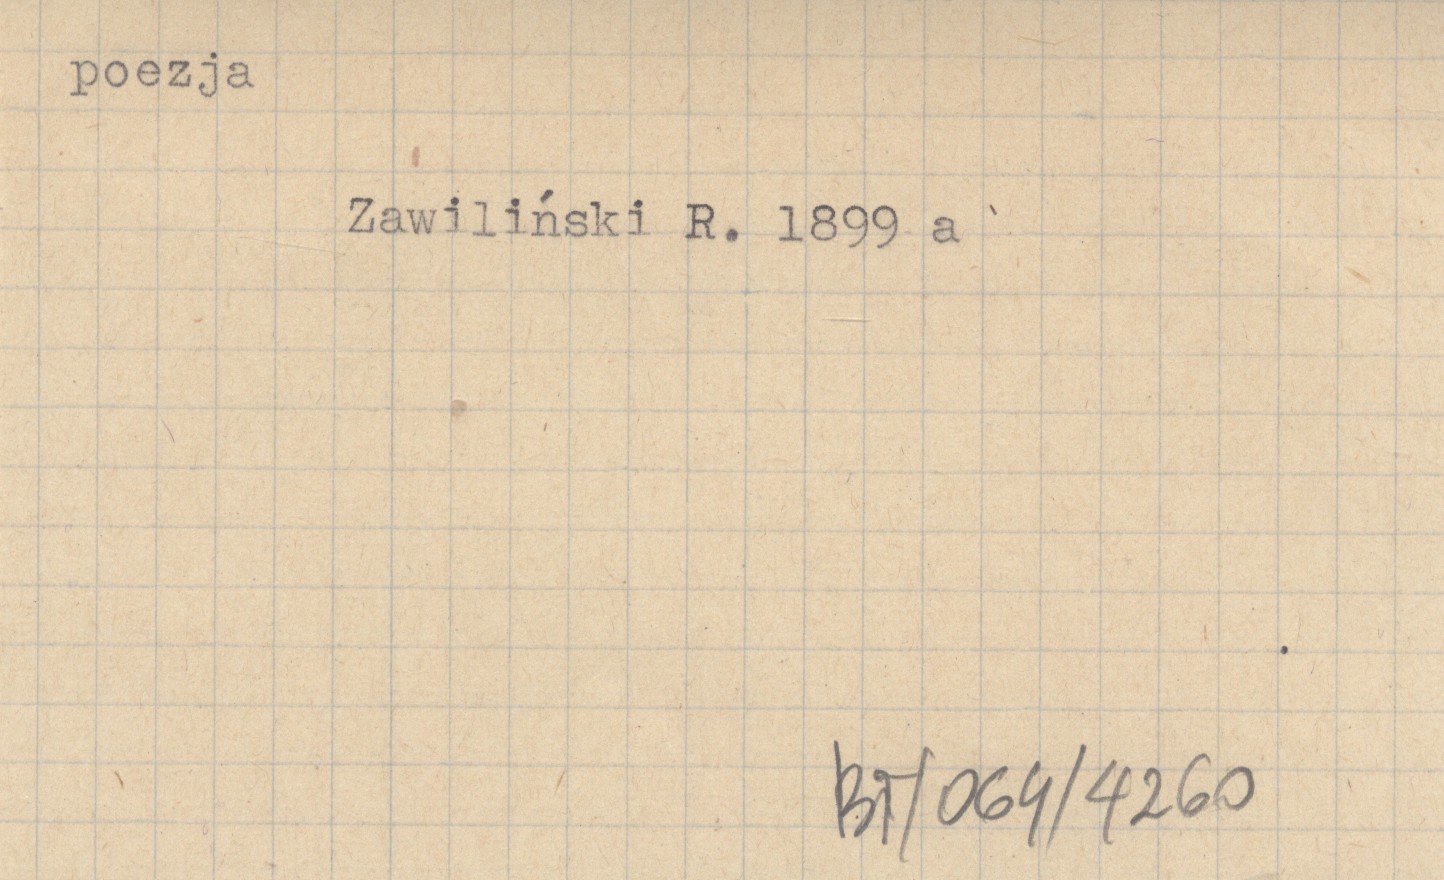 poezja
Zawiliński R. 1899 a
BT/064/4260